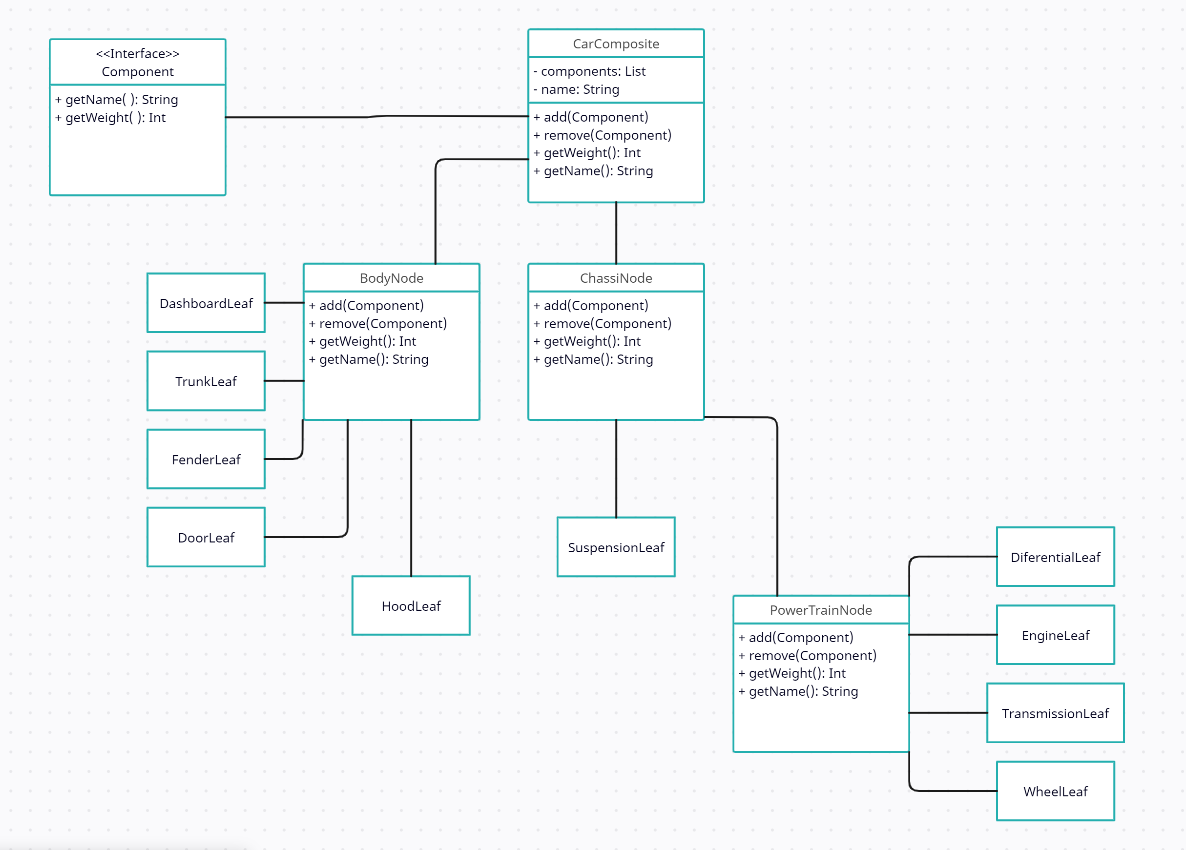 <<Interface>>
Component
+ getName( ): String
+ getWeight( ): Int
CarComposite
- components: List
- name: String
+ add(Component)
+ remove(Component)
+ getWeight(): Int
+ getName(): String
BodyNode
+ add(Component)
+ remove(Component)
+ getWeight(): Int
+ getName(): String
ChassiNode
+ add(Component)
+ remove(Component)
+ getWeight(): Int
+ getName(): String
DashboardLeaf
TrunkLeaf
FenderLeaf
DoorLeaf
HoodLeaf
SuspensionLeaf
PowerTrainNode
+ add(Component)
+ remove(Component)
+ getWeight(): Int
+ getName(): String
DiferentialLeaf
EngineLeaf
TransmissionLeaf
WheelLeaf